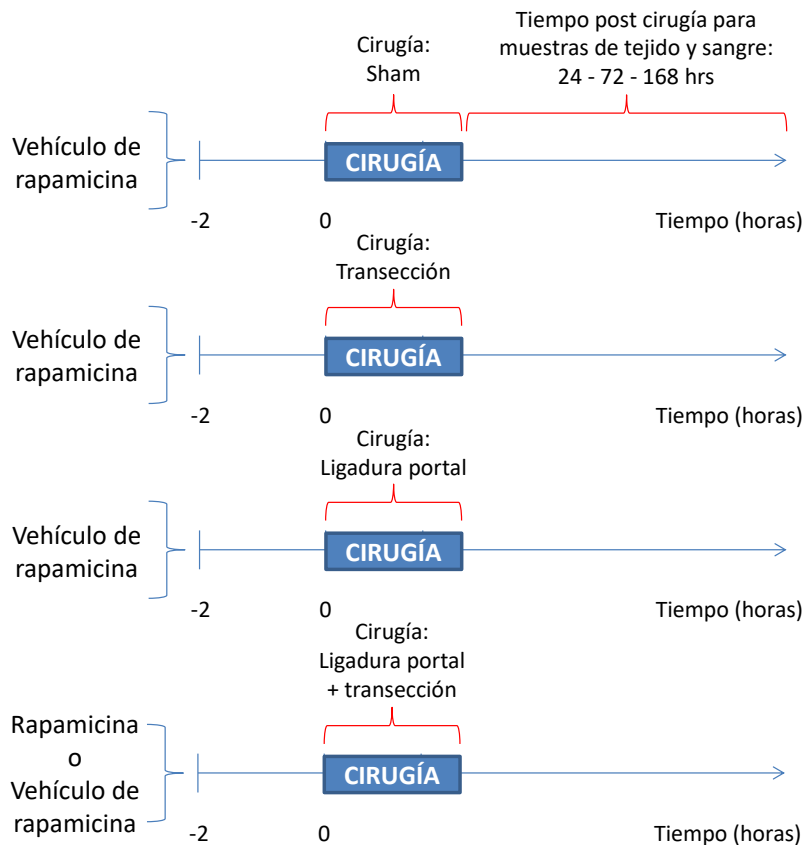 Cirugía:
Sham
Tiempo post cirugía para
muestras de tejido y sangre:
24 - 72 - 168 hrs
Vehículo de
rapamicina
CIRUGÍA
-2
0
Tiempo (horas)
Cirugía:
Transección
Vehículo de
rapamicina
CIRUGÍA
-2
0
Tiempo (horas)
Cirugía:
Ligadura portal
Vehículo de
rapamicina
CIRUGÍA
-2
0
Tiempo (horas)
Cirugía:
Ligadura portal
+ transección
Rapamicina
o
Vehículo de
rapamicina
CIRUGÍA
-2
0
Tiempo (horas)